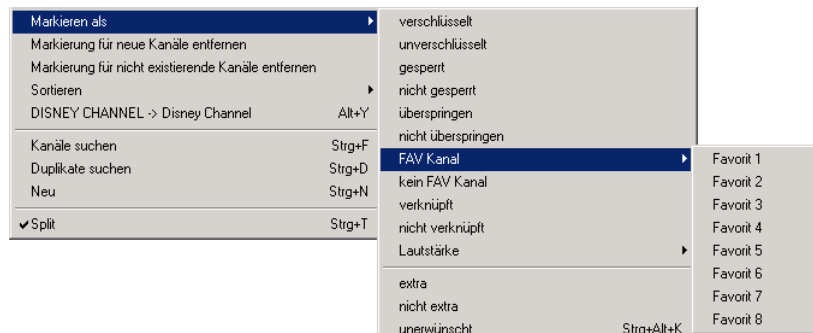 Markieren als
Markierung für neue Kanäle entfernen
Markierung für nicht existierende Kanäle entfernen
Sortieren
DISNEY CHANNEL -> Disney Channel Alt+Y
Kanäle suchen Strg+F
Duplikate suchen Strg+D
Neu Strg+N
Split Strg+T
verschlüsselt
unverschlüsselt
gesperrt
nicht gesperrt
überspringen
nicht überspringen
FAV Kanal
kein FAV Kanal
verknüpft
nicht verknüpft
Lautstärke
extra
nicht extra
unerwünscht Strg+Alt+K
Favorit 1
Favorit 2
Favorit 3
Favorit 4
Favorit 5
Favorit 6
Favorit 7
Favorit 8